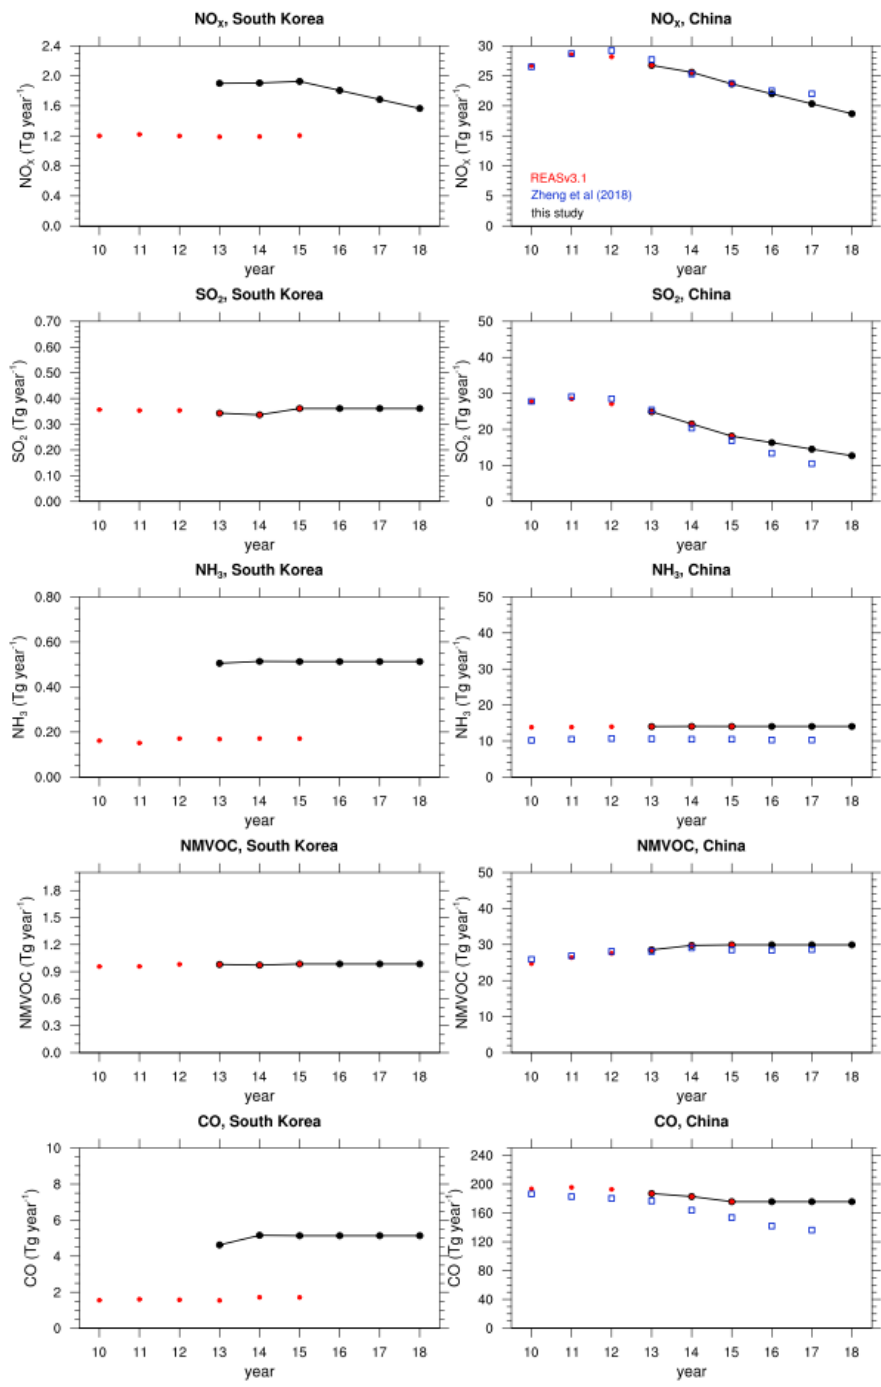 NOX, South Korea
NOX (Tg year-1)
2.4
2.0
1.6
1.2
0.8
0.4
0.0
10 11 12 13 14 15 16 17 18
year
NOX, China
NOX (Tg year-1)
30
25
20
15
10
5
0
REASv3.1
Zheng et al (2018)
this study
10 11 12 13 14 15 16 17 18
year
SO2, South Korea
SO2 (Tg year-1)
0.70
0.60
0.50
0.40
0.30
0.20
0.10
0.00
10 11 12 13 14 15 16 17 18
year
SO2, China
SO2 (Tg year-1)
50
40
30
20
10
0
10 11 12 13 14 15 16 17 18
year
NH3, South Korea
NH3 (Tg year-1)
0.80
0.60
0.40
0.20
0.00
10 11 12 13 14 15 16 17 18
year
NH3, China
NH3 (Tg year-1)
50
40
30
20
10
0
10 11 12 13 14 15 16 17 18
year
NMVOC, South Korea
NMVOC (Tg year-1)
1.8
1.5
1.2
0.9
0.6
0.3
0.0
10 11 12 13 14 15 16 17 18
year
NMVOC, China
NMVOC (Tg year-1)
50
40
30
20
10
0
10 11 12 13 14 15 16 17 18
year
CO, South Korea
CO (Tg year-1)
10
8
6
4
2
0
10 11 12 13 14 15 16 17 18
year
CO, China
CO (Tg year-1)
240
200
160
120
80
40
0
10 11 12 13 14 15 16 17 18
year